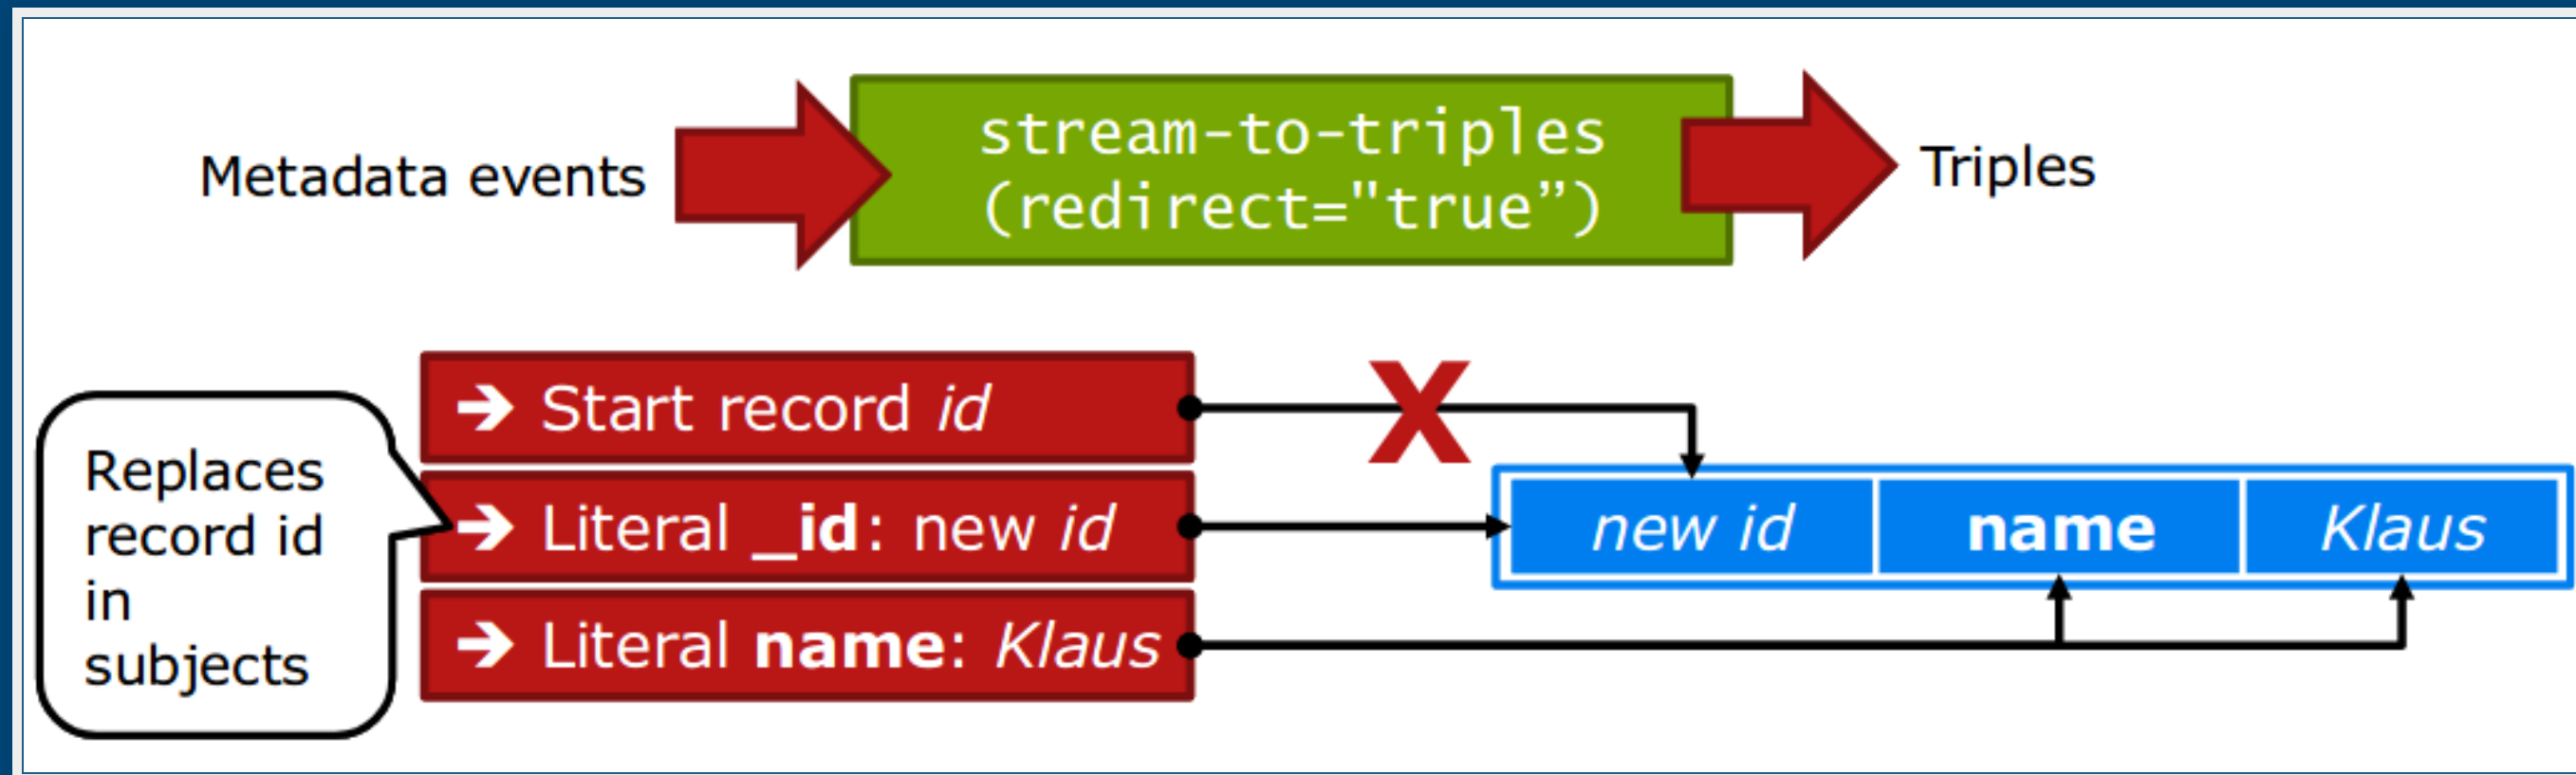 stream-to-triples
Metadata events
(redirect="true”)
Triples
➔ Start record id
X
Replaces
record id
in
subjects
➔ Literal _id: new id
new id
name
Klaus
➔ Literal name: Klaus